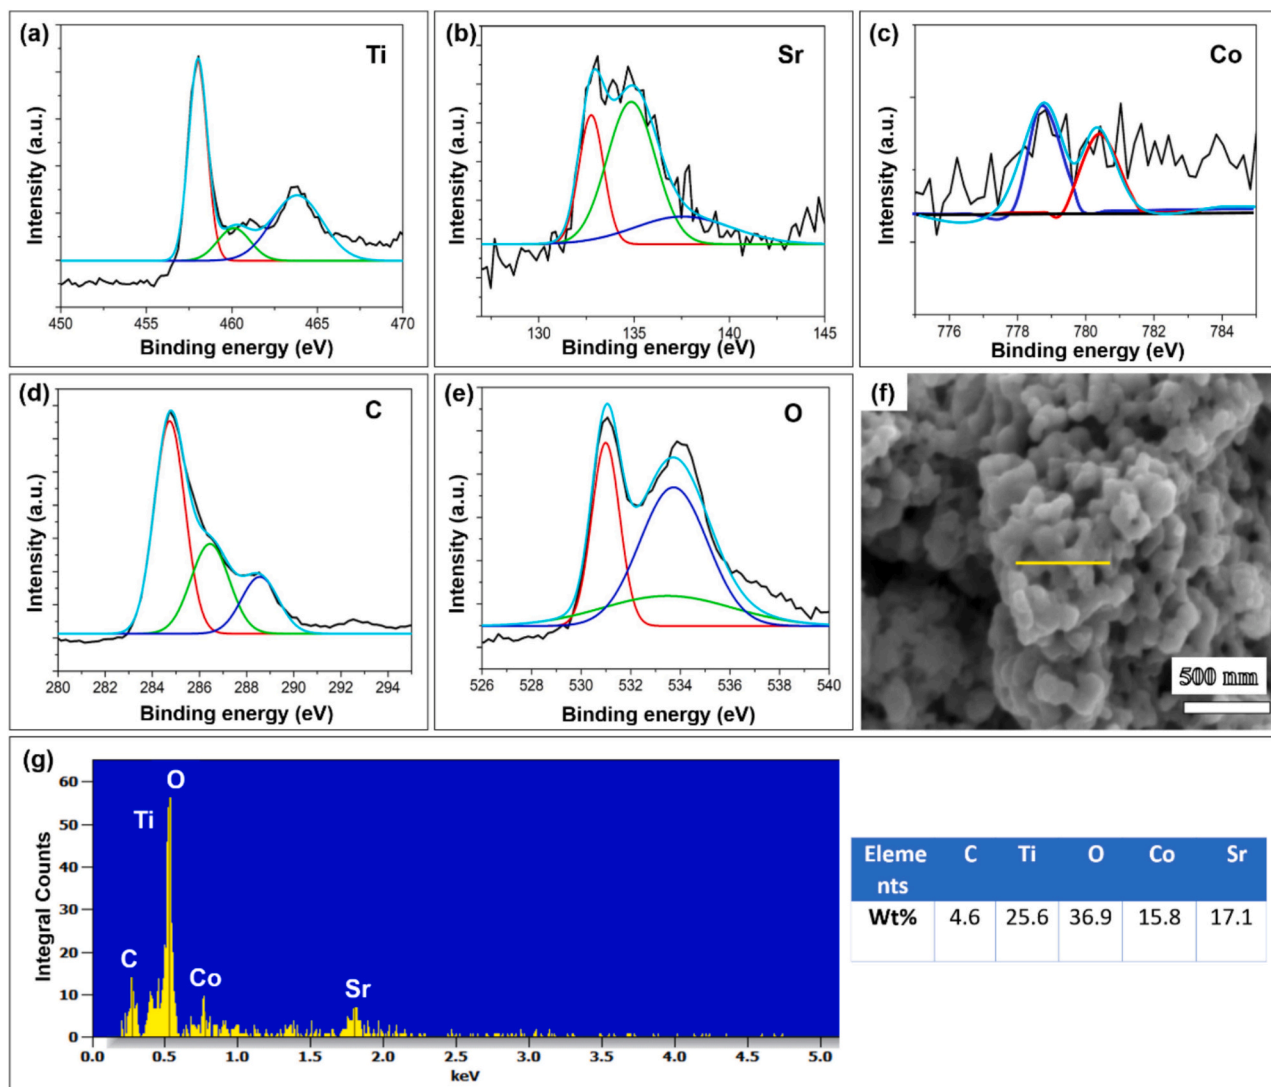 (a)
Ti
Intensity (a.u.)
450 455 460 465 470
Binding energy (eV)
(b)
Sr
Intensity (a.u.)
130 135 140 145
Binding energy (eV)
(c)
Co
Intensity (a.u.)
776 778 780 782 784
Binding energy (eV)
(d)
C
Intensity (a.u.)
280 282 284 286 288 290 292 294
Binding energy (eV)
(e)
O
Intensity (a.u.)
526 528 530 532 534 536 538 540
Binding energy (eV)
(f)
500 nm
(g)
Integral Counts
60
50
40
30
20
10
0
O
Ti
C
Co
Sr
0.0 0.5 1.0 1.5 2.0 2.5 3.0 3.5 4.0 4.5 5.0
keV
Eleme C Ti O Co Sr
nts
Wt% 4.6 25.6 36.9 15.8 17.1